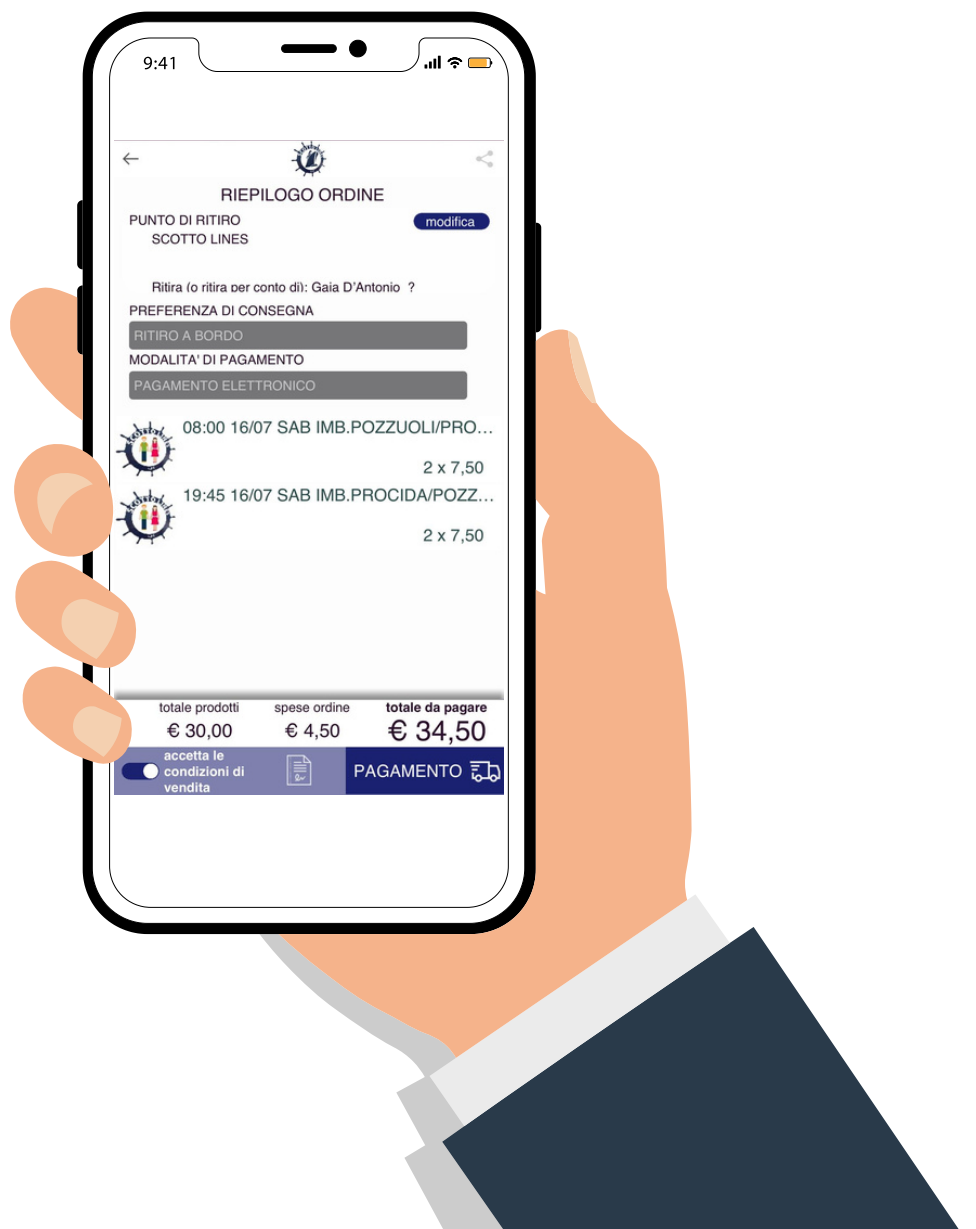 9:41
RIEPILOGO ORDINE
PUNTO DI RITIRO
modifica
SCOTTO LINES
Ritira (o ritira per conto di): Gaia D'Antonio ?
PREFERENZA DI CONSEGNA
RITIRO A BORDO
MODALITA' DI PAGAMENTO
PAGAMENTO ELETTRONICO
08:00 16/07 SAB IMB.POZZUOLI/PRO...
2 x 7,50
19:45 16/07 SAB IMB.PROCIDA/POZZ...
2 x 7,50
totale prodotti spese ordine totale da pagare
€ 30,00 € 4,50 € 34,50
accetta le
condizioni di
vendita
PAGAMENTO